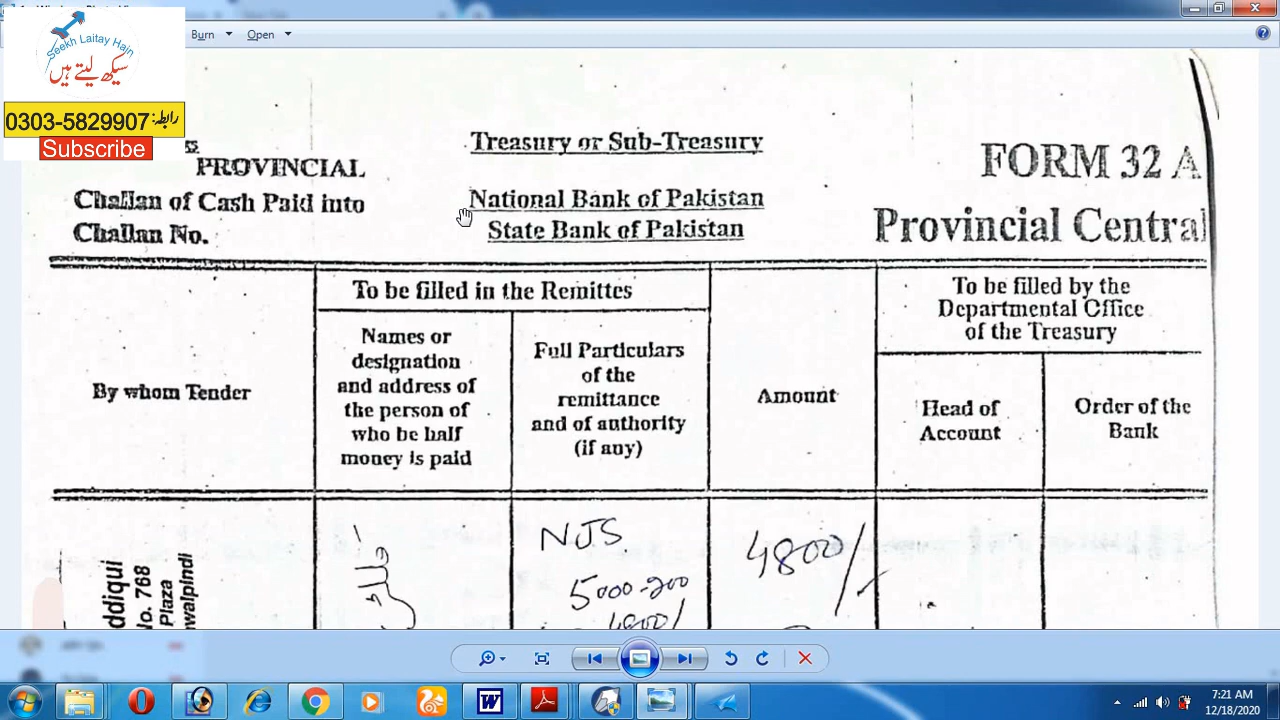 Burn
Open
Seekh Laitay Hain
سیکھ لیتے ہیں
رابطہ: 0303-5829907
Subscribe
PROVINCIAL
Challan of Cash Paid into
Challan No.
Treasury or Sub-Treasury
National Bank of Pakistan
State Bank of Pakistan
FORM 32 A
Provincial Central
To be filled in the Remittes
To be filled by the
Departmental Office
of the Treasury
By whom Tender
Names or
designation
and address of
the person of
who be half
money is paid
Full Particulars
of the
remittance
and of authority
(if any)
Amount
Head of
Account
Order of the
Bank
ddiqui
No. 768
Plaza
walpindi
NJS
5000-200
4800/
4800/
7:21 AM
12/18/2020